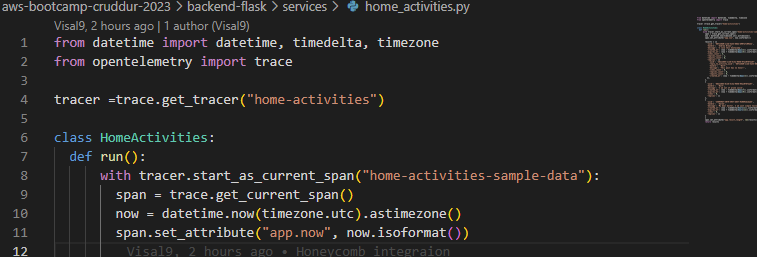 aws-bootcamp-cruddur-2023 > backend-flask > services > home_activities.py
Visal9, 2 hours ago | 1 author (Visal9)
1 from datetime import datetime, timedelta, timezone
2 from opentelemetry import trace
3
4 tracer =trace.get_tracer("home-activities")
5
6 class HomeActivities:
7 def run():
8 with tracer.start_as_current_span("home-activities-sample-data"):
9 span = trace.get_current_span()
10 now = datetime.now(timezone.utc).astimezone()
11 span.set_attribute("app.now", now.isoformat())
12 Visal9, 2 hours ago • Honeycomb integraion